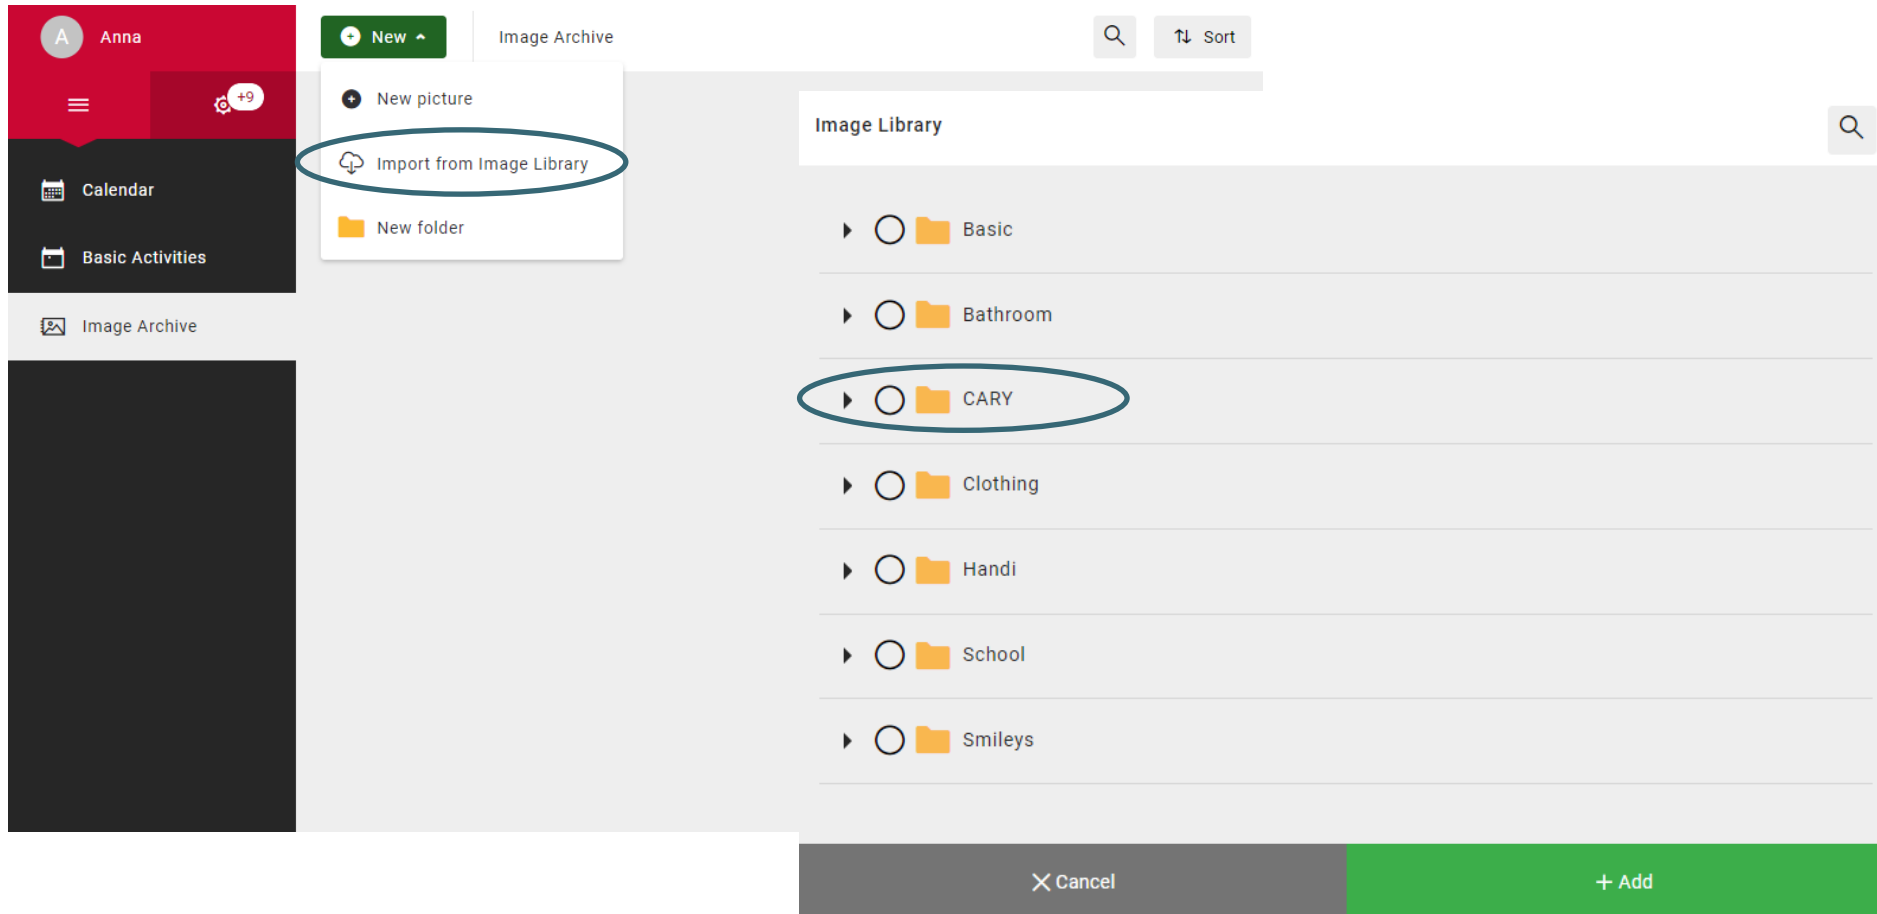 A Anna
New
Image Archive
Sort
+9
New picture
Import from Image Library
New folder
Calendar
Basic Activities
Image Archive
Image Library
Basic
Bathroom
CARY
Clothing
Handi
School
Smileys
Cancel
+ Add